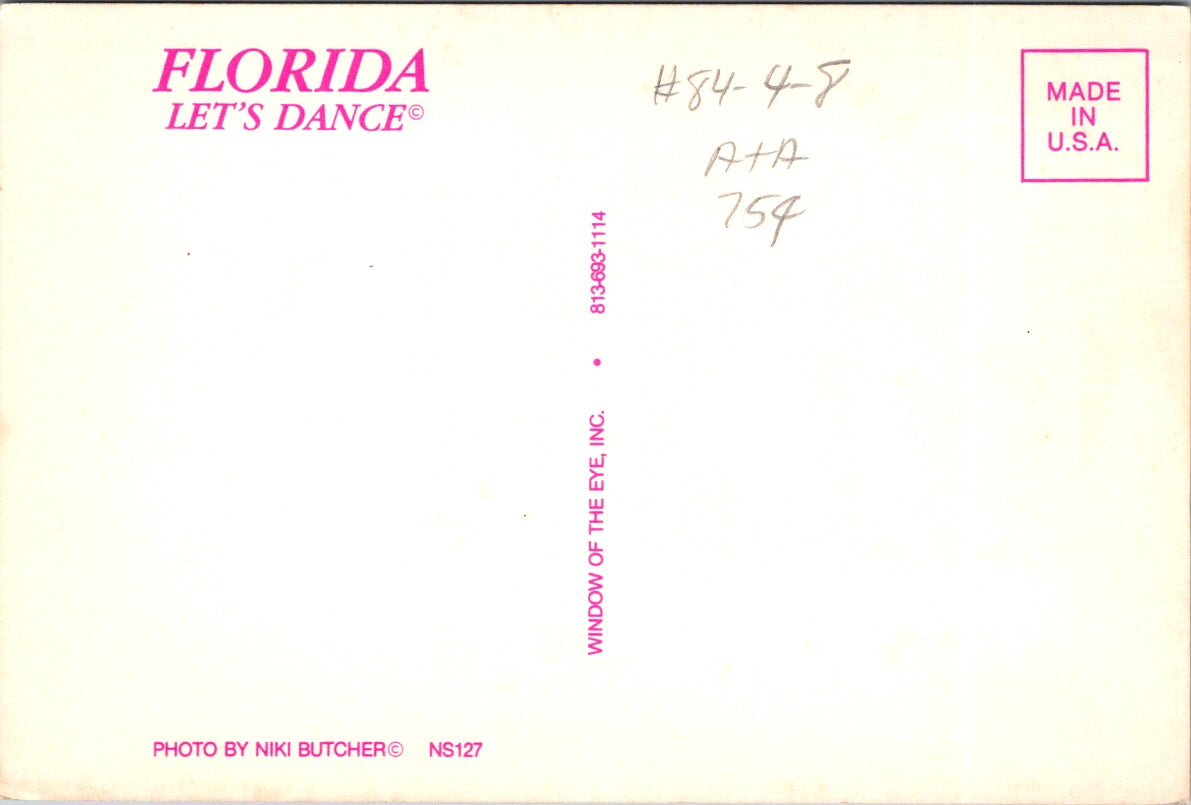 FLORIDA
LET'S DANCE©
#84-4-8
A+A
75¢
MADE
IN
U.S.A.
WINDOW OF THE EYE, INC. • 813-693-1114
PHOTO BY NIKI BUTCHER© NS127